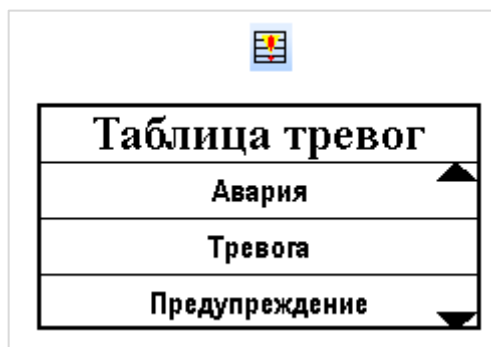 Таблица тревог
Авария
Тревога
Предупреждение